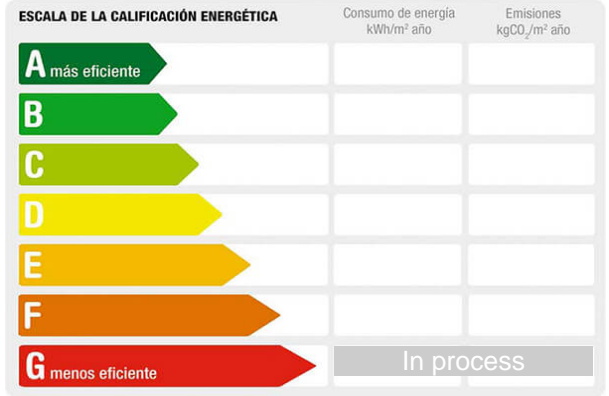 ESCALA DE LA CALIFICACIÓN ENERGÉTICA
Consumo de energía
kWh/m² año
Emisiones
kgCO₂/m² año
A más eficiente
B
C
D
E
F
G menos eficiente
In process